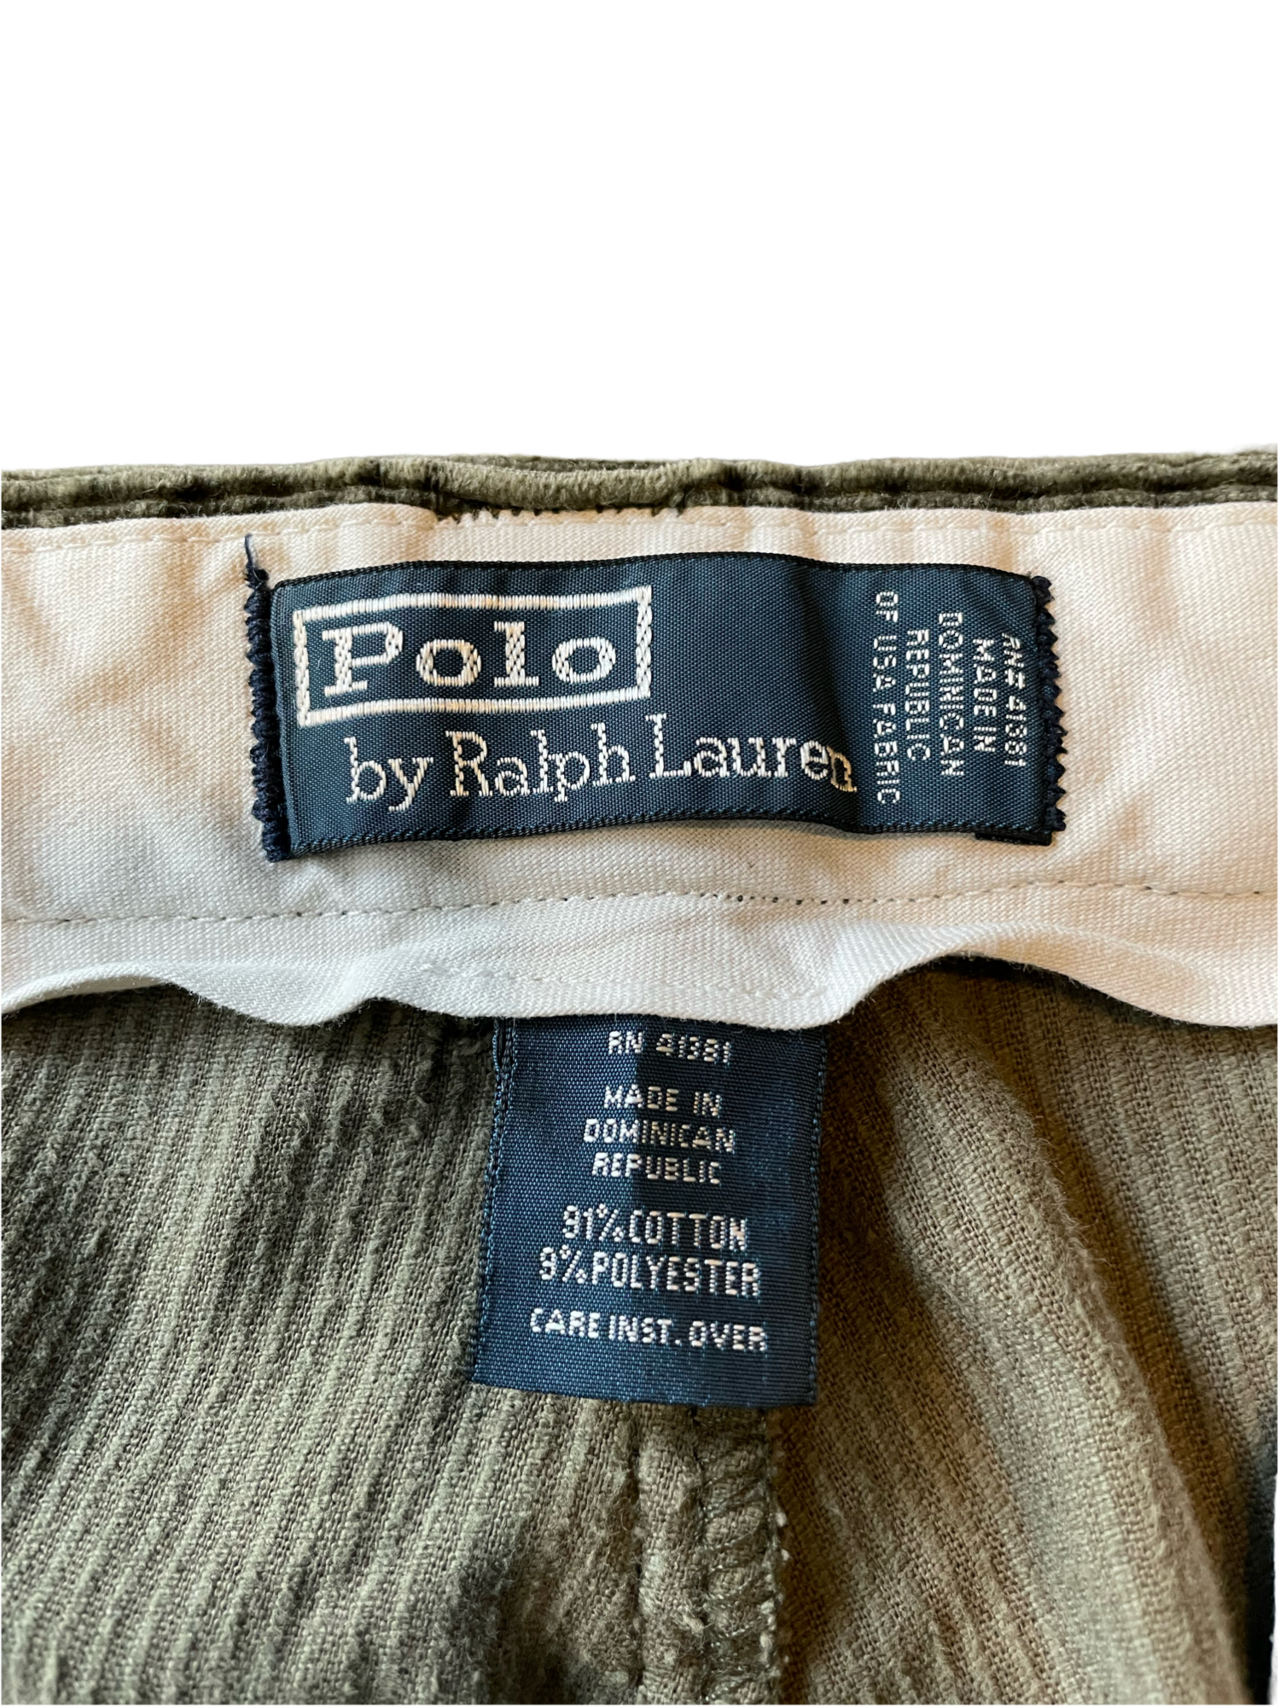 Polo
by Ralph Lauren
RN# 41381
MADE IN
DOMINICAN
REPUBLIC
OF USA FABRIC
RN 41381
MADE IN
DOMINICAN
REPUBLIC
91% COTTON
9% POLYESTER
CARE INST. OVER